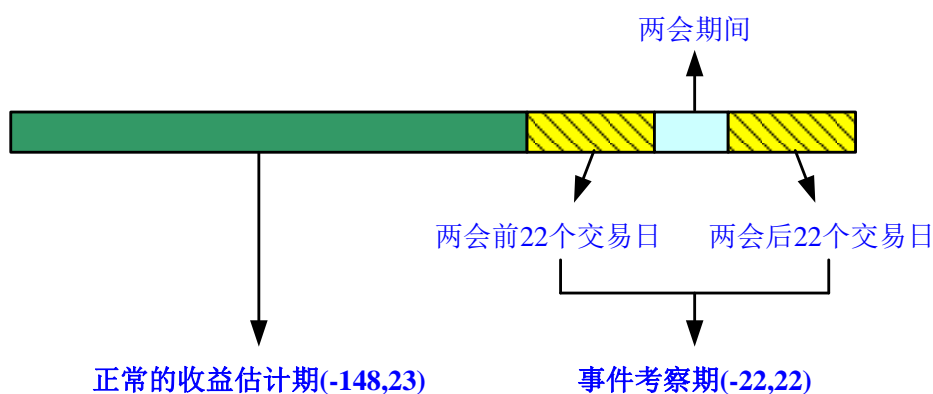 两会期间
两会前22个交易日
两会后22个交易日
正常的收益估计期(-148,23)
事件考察期(-22,22)